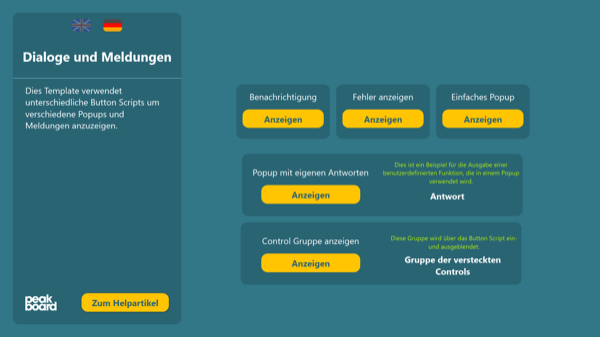 Dialoge und Meldungen
Dies Template verwendet
unterschiedliche Button Scripts um
verschiedene Popups und
Meldungen anzuzeigen.
peak
board
Zum Helpartikel
Benachrichtigung
Anzeigen
Fehler anzeigen
Anzeigen
Einfaches Popup
Anzeigen
Popup mit eigenen Antworten
Anzeigen
Dies ist ein Beispiel für die Ausgabe einer
benutzerdefinierten Funktion, die in einem Popup
verwendet wird.
Antwort
Control Gruppe anzeigen
Anzeigen
Diese Gruppe wird über das Button Script ein-
und ausgeblendet.
Gruppe der versteckten
Controls